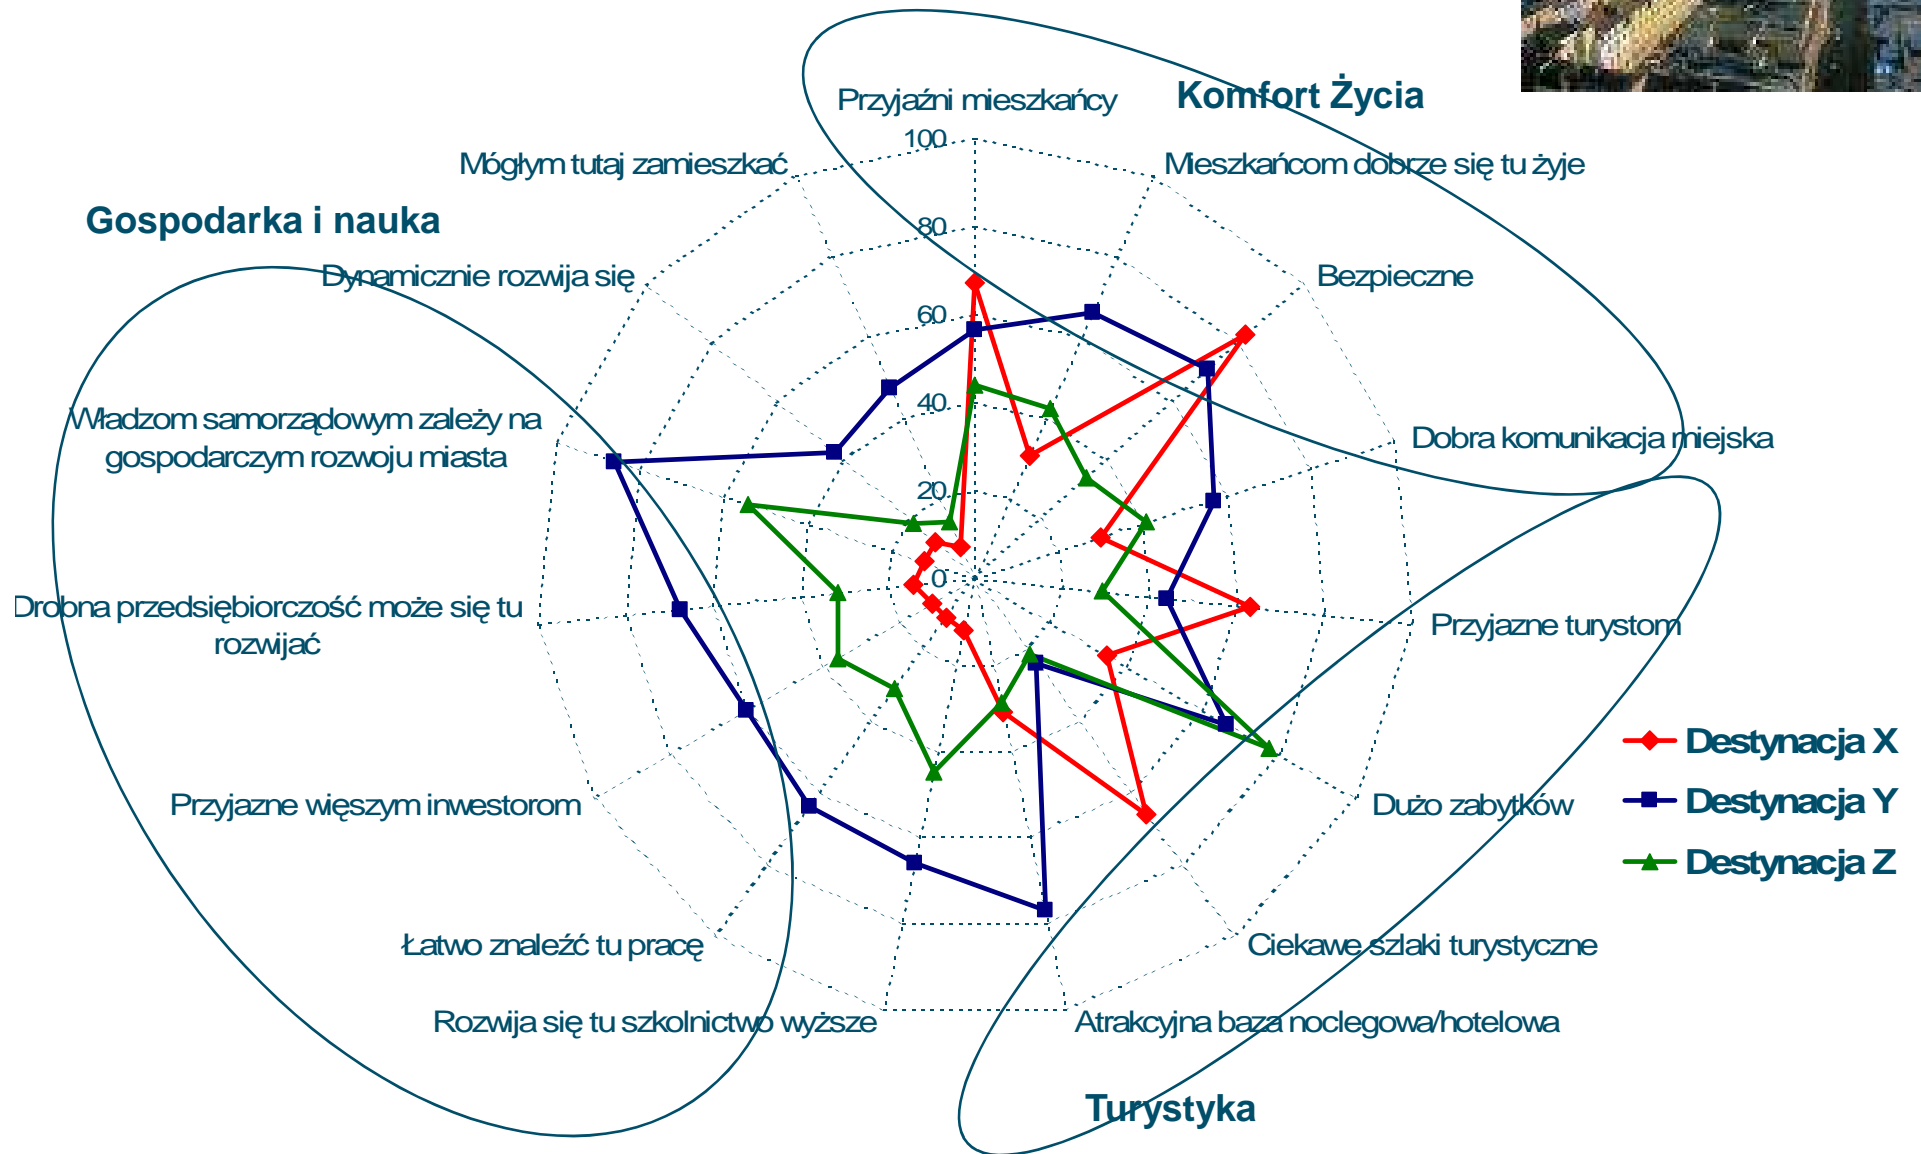 Komfort Życia
Przyjaźni mieszkańcy
Mieszkańcom dobrze się tu żyje
Bezpieczne
Dobra komunikacja miejska
Przyjazne turystom
Dużo zabytków
Ciekawe szlaki turystyczne
Atrakcyjna baza noclegowa/hotelowa
Turystyka
Rozwija się tu szkolnictwo wyższe
Łatwo znaleźć tu pracę
Przyjazne więszym inwestorom
Drobna przedsiębiorczość może się tu
rozwijać
Władzom samorządowym zależy na
gospodarczym rozwoju miasta
Dynamicznie rozwija się
Gospodarka i nauka
Mógłym tutaj zamieszkać
100
80
60
40
20
0
Destynacja X
Destynacja Y
Destynacja Z